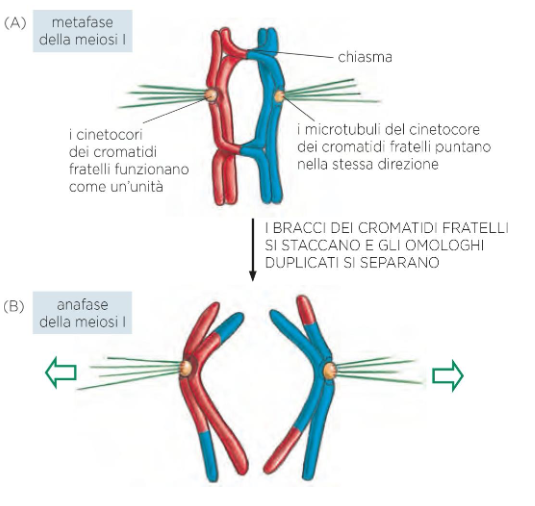 (A)
metafase
della meiosi I
chiasma
i cinetocori
dei cromatidi
fratelli funzionano
come un'unità
i microtubuli del cinetocore
dei cromatidi fratelli puntano
nella stessa direzione
I BRACCI DEI CROMATIDI FRATELLI
SI STACCANO E GLI OMOLOGHI
DUPLICATI SI SEPARANO
(B)
anafase
della meiosi I